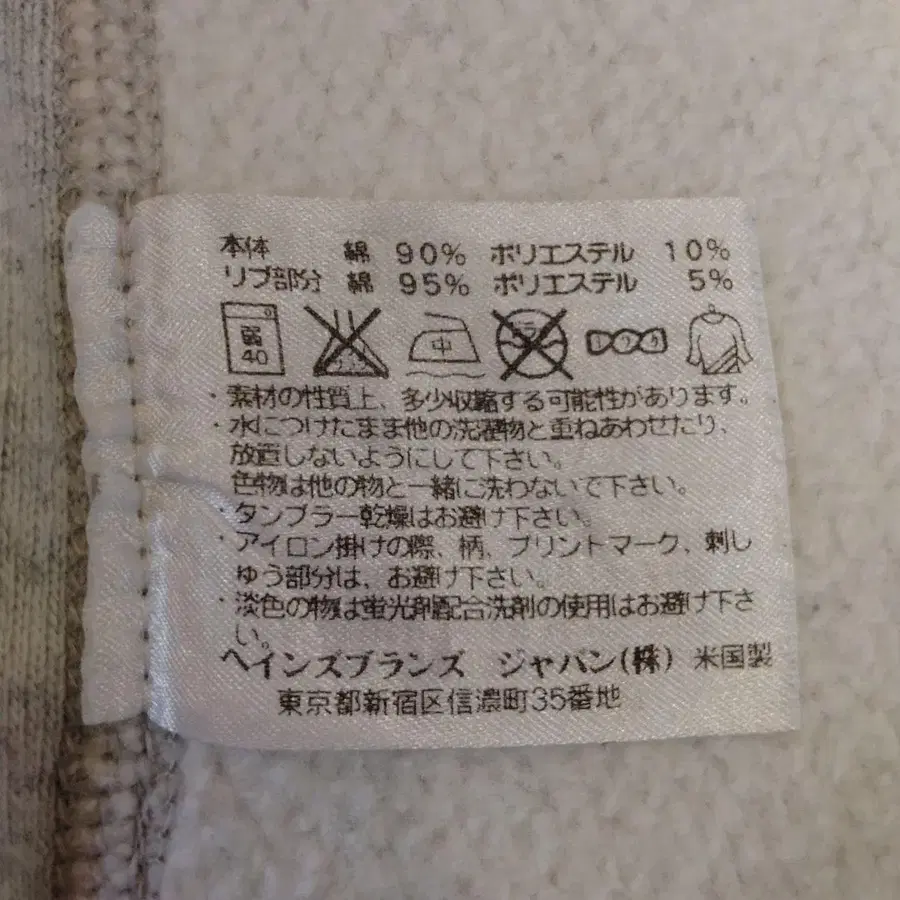 本体 綿 90% ポリエステル 10%
リブ部分 綿 95% ポリエステル 5%
弱 40 中 ドライ
・素材の性質上、多少収縮する可能性があります。
・水につけたまま他の洗濯物と重ねあわせたり、
放置しないようにして下さい。
色物は他の物と一緒に洗わないで下さい。
・タンブラー乾燥はお避け下さい。
・アイロン掛けの際、柄、プリントマーク、刺し
ゅう部分は、お避け下さい。
・淡色の物は蛍光剤配合洗剤の使用はお避け下さ
い。
ヘインズブランズ ジャパン(株) 米国製
東京都新宿区信濃町35番地